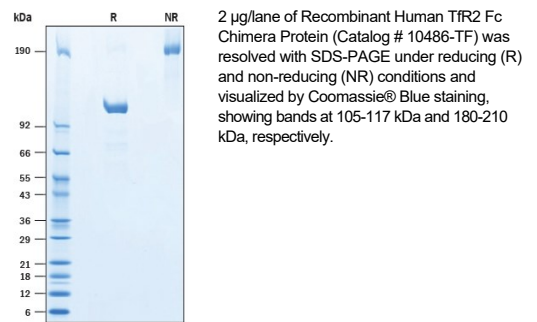 kDa R NR
190
92
66
55
43
36
29
21
18
12
6
2 µg/lane of Recombinant Human TfR2 Fc
Chimera Protein (Catalog # 10486-TF) was
resolved with SDS-PAGE under reducing (R)
and non-reducing (NR) conditions and
visualized by Coomassie® Blue staining,
showing bands at 105-117 kDa and 180-210
kDa, respectively.